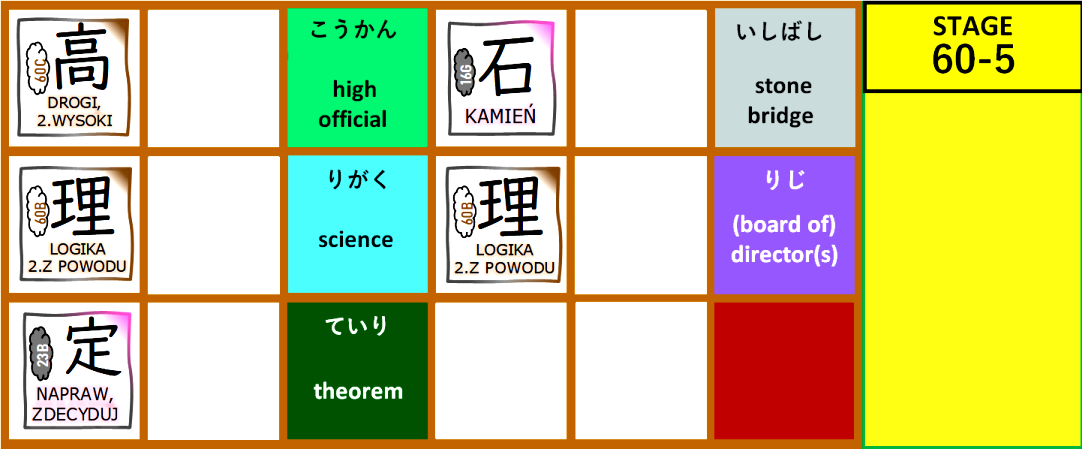 60C
高
DROGI,
2.WYSOKI
こうかん
high
official
16G
石
KAMIEŃ
いしばし
stone
bridge
STAGE
60-5
60B
理
LOGIKA
2.Z POWODU
りがく
science
60B
理
LOGIKA
2.Z POWODU
りじ
(board of)
director(s)
23B
定
NAPRAW,
ZDECYDUJ
ていり
theorem